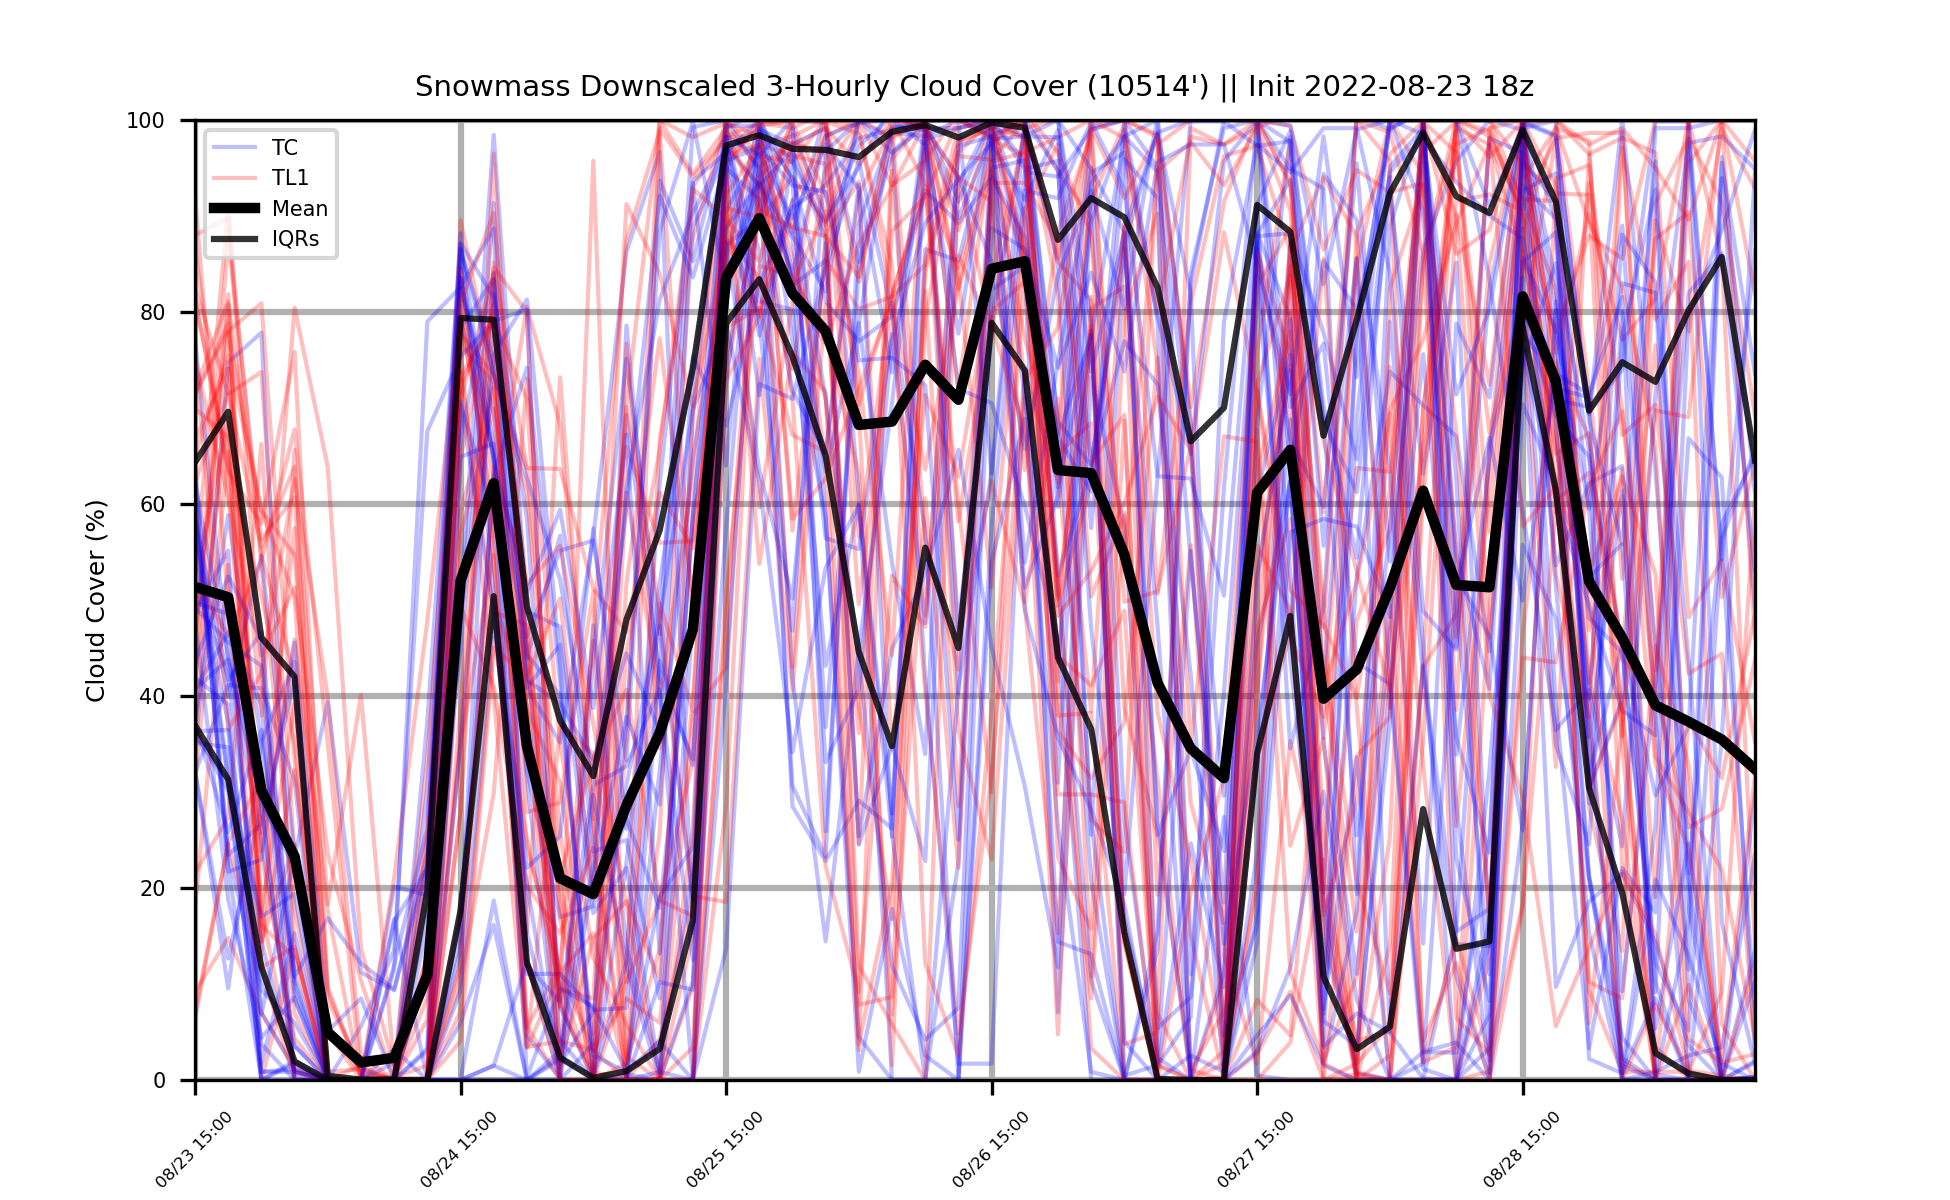 Snowmass Downscaled 3-Hourly Cloud Cover (10514') || Init 2022-08-23 18z
TC
TL1
Mean
IQRs
Cloud Cover (%)
100
80
60
40
20
0
08/23 15:00
08/24 15:00
08/25 15:00
08/26 15:00
08/27 15:00
08/28 15:00